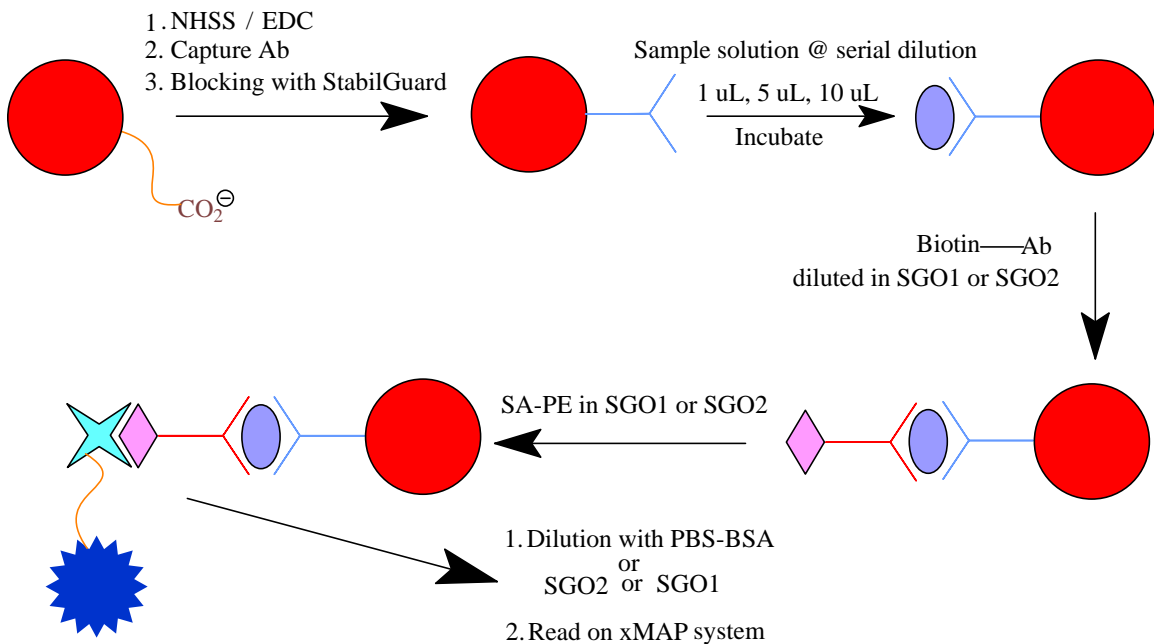 1. NHSS / EDC
2. Capture Ab
3. Blocking with StabilGuard
CO2⊖
Sample solution @ serial dilution
1 uL, 5 uL, 10 uL
Incubate
Biotin——Ab
diluted in SGO1 or SGO2
SA-PE in SGO1 or SGO2
1. Dilution with PBS-BSA
or
SGO2 or SGO1
2. Read on xMAP system